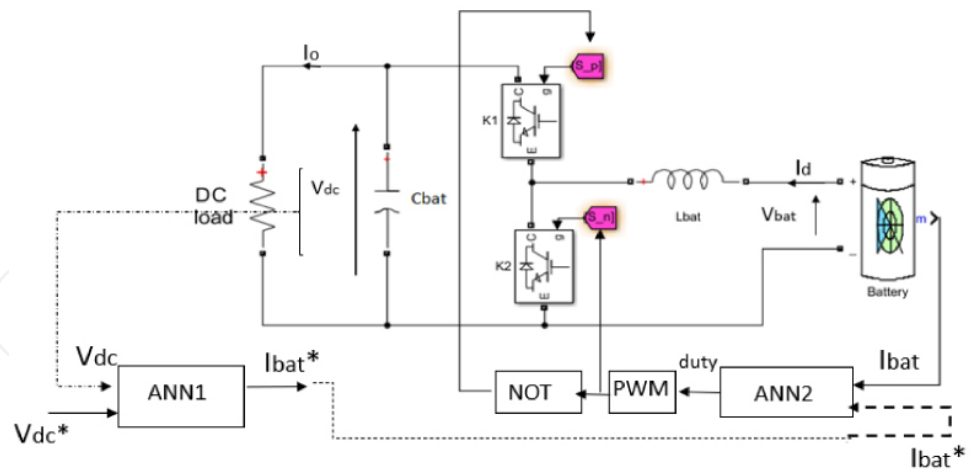 Io
S_p]
C
g
K1
E
DC
load
Vdc
Cbat
Id
+
Lbat
Vbat
S_n]
C
g
K2
E
m
_
Battery
Vdc
Ibat*
duty
Ibat
ANN1
NOT
PWM
ANN2
Vdc*
Ibat*